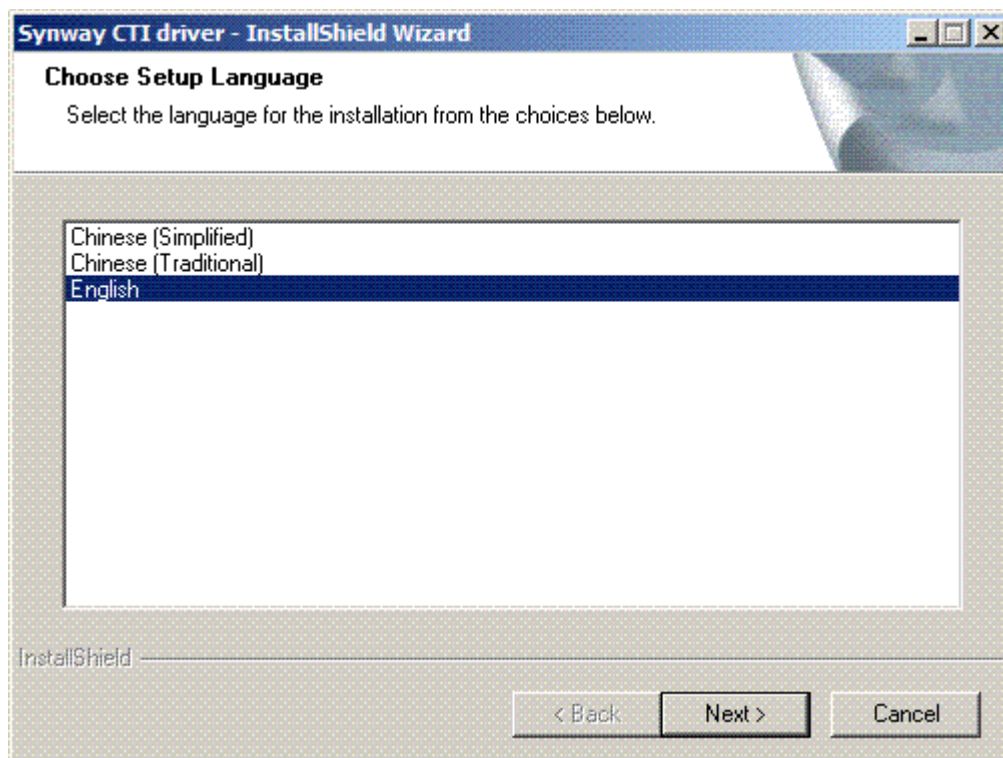 Synway CTI driver - InstallShield Wizard
Choose Setup Language
Select the language for the installation from the choices below.
Chinese (Simplified)
Chinese (Traditional)
English
InstallShield
< Back Next > Cancel